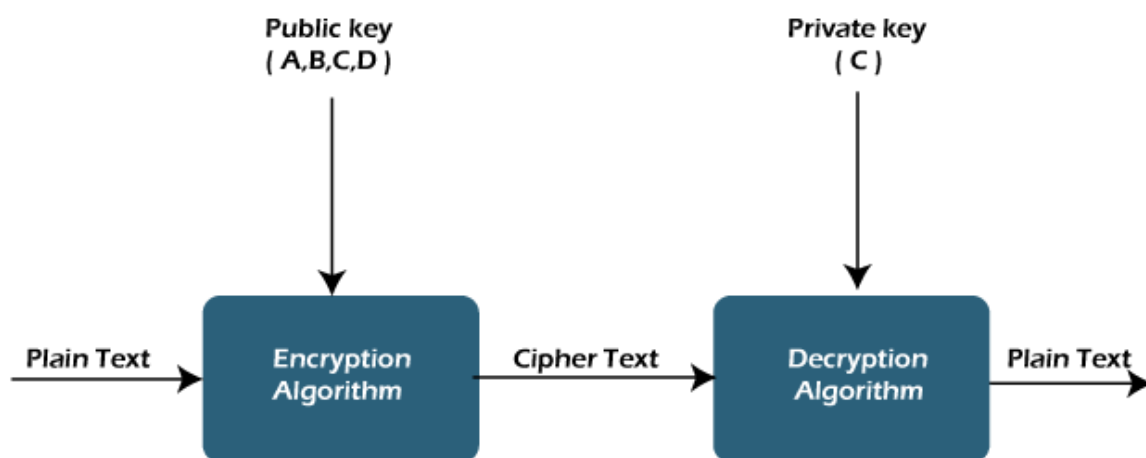 Public key
( A,B,C,D )
Private key
( C )
Plain Text
Encryption
Algorithm
Cipher Text
Decryption
Algorithm
Plain Text